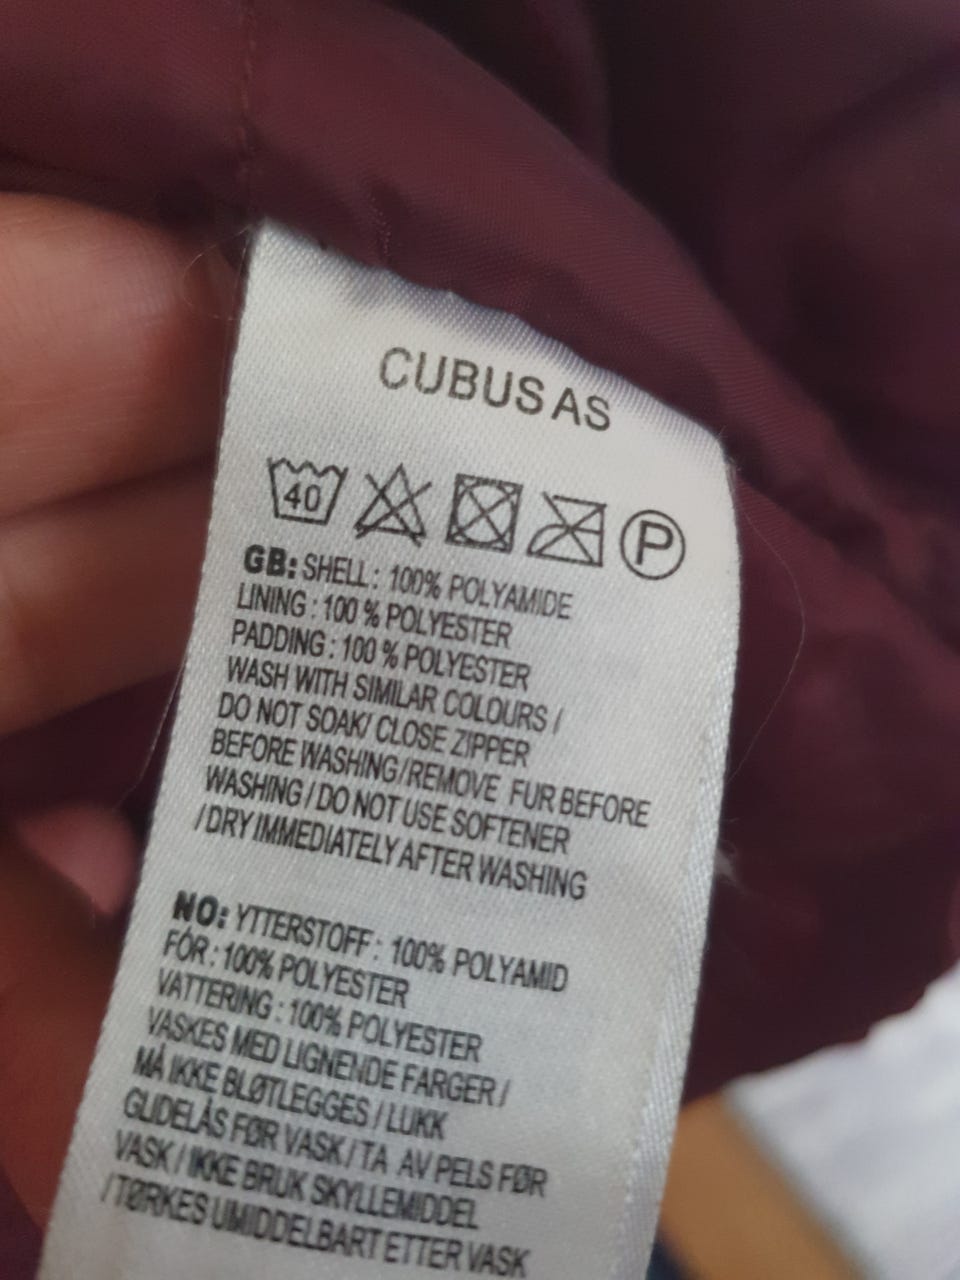 CUBUS AS
40 P
GB: SHELL : 100% POLYAMIDE
LINING : 100 % POLYESTER
PADDING : 100 % POLYESTER
WASH WITH SIMILAR COLOURS /
DO NOT SOAK/ CLOSE ZIPPER
BEFORE WASHING/REMOVE FUR BEFORE
WASHING / DO NOT USE SOFTENER
/ DRY IMMEDIATELY AFTER WASHING
NO: YTTERSTOFF : 100% POLYAMID
FÓR : 100% POLYESTER
VATTERING : 100% POLYESTER
VASKES MED LIGNENDE FARGER /
MÅ IKKE BLØTLEGGES / LUKK
GLIDELÅS FØR VASK / TA AV PELS FØR
VASK / IKKE BRUK SKYLLEMIDDEL
/ TØRKES UMIDDELBART ETTER VASK